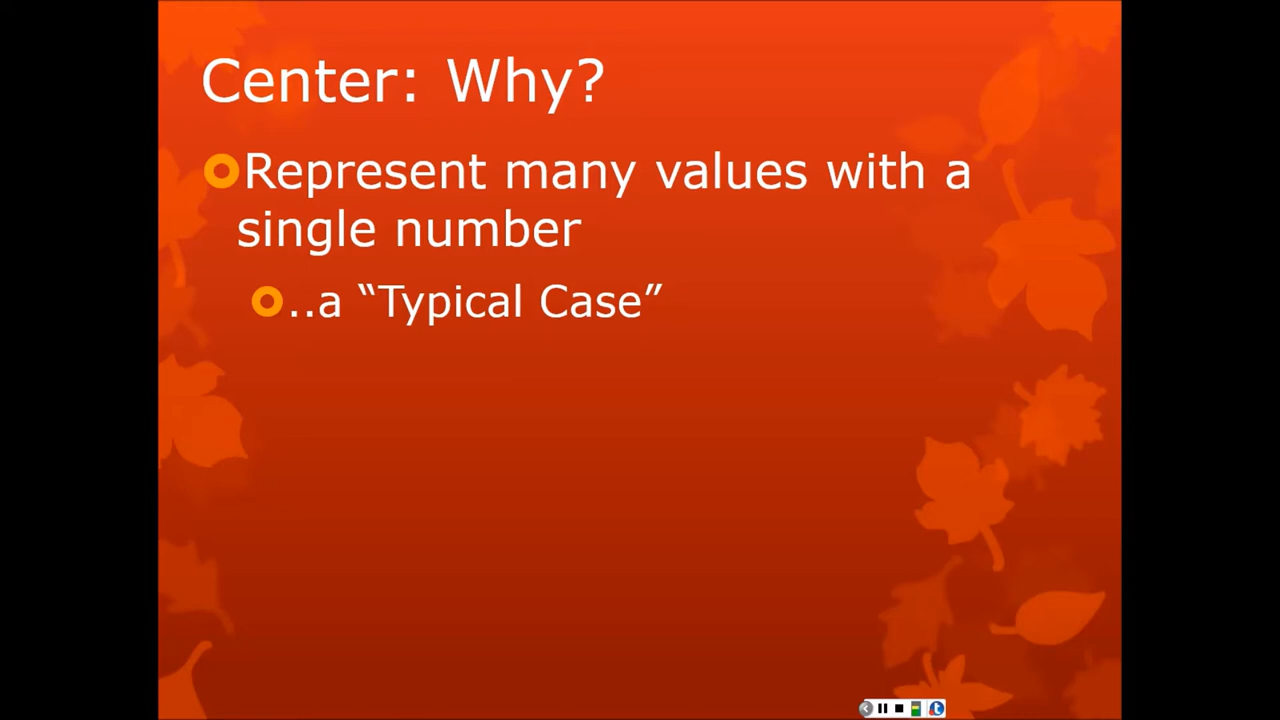 Center: Why?
Represent many values with a
single number
..a “Typical Case”